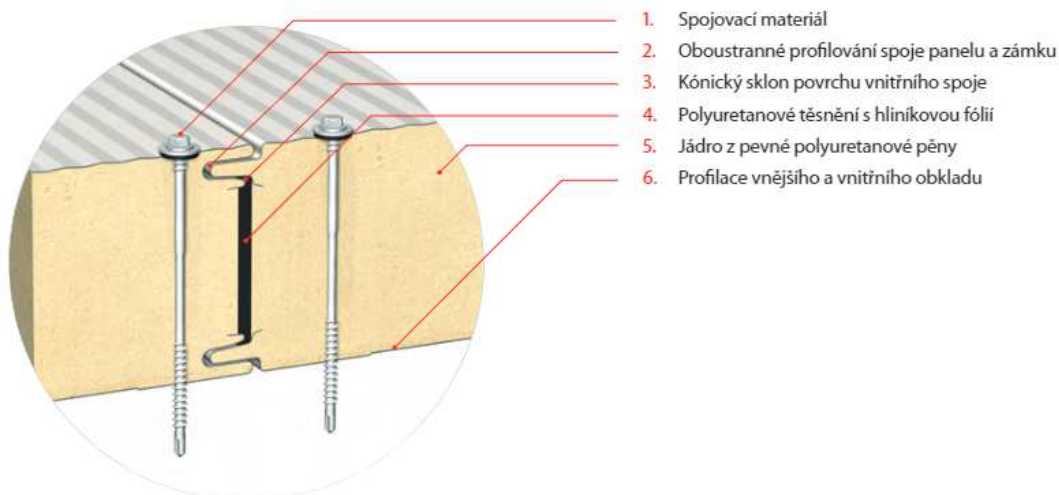 1. Spojovací materiál
2. Oboustranné profilování spoje panelu a zámku
3. Kónický sklon povrchu vnitřního spoje
4. Polyuretanové těsnění s hliníkovou fólií
5. Jádro z pevné polyuretanové pěny
6. Profilace vnějšího a vnitřního obkladu